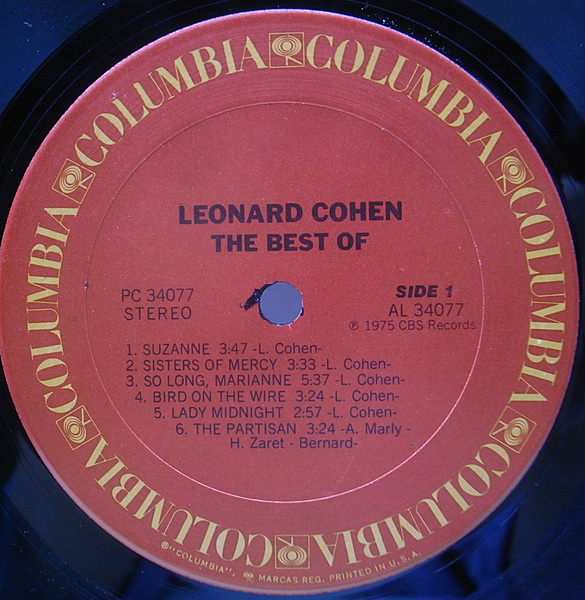 COLUMBIA COLUMBIA COLUMBIA COLUMBIA COLUMBIA COLUMBIA COLUMBIA COLUMBIA
LEONARD COHEN
THE BEST OF
PC 34077
STEREO
SIDE 1
AL 34077
℗ 1975 CBS Records
1. SUZANNE 3:47 -L. Cohen-
2. SISTERS OF MERCY 3:33 -L. Cohen-
3. SO LONG, MARIANNE 5:37 -L. Cohen-
4. BIRD ON THE WIRE 3:24 -L. Cohen-
5. LADY MIDNIGHT 2:57 -L. Cohen-
6. THE PARTISAN 3:24 -A. Marly -
H. Zaret - Bernard-
®"COLUMBIA", MARCAS REG. PRINTED IN U.S.A.